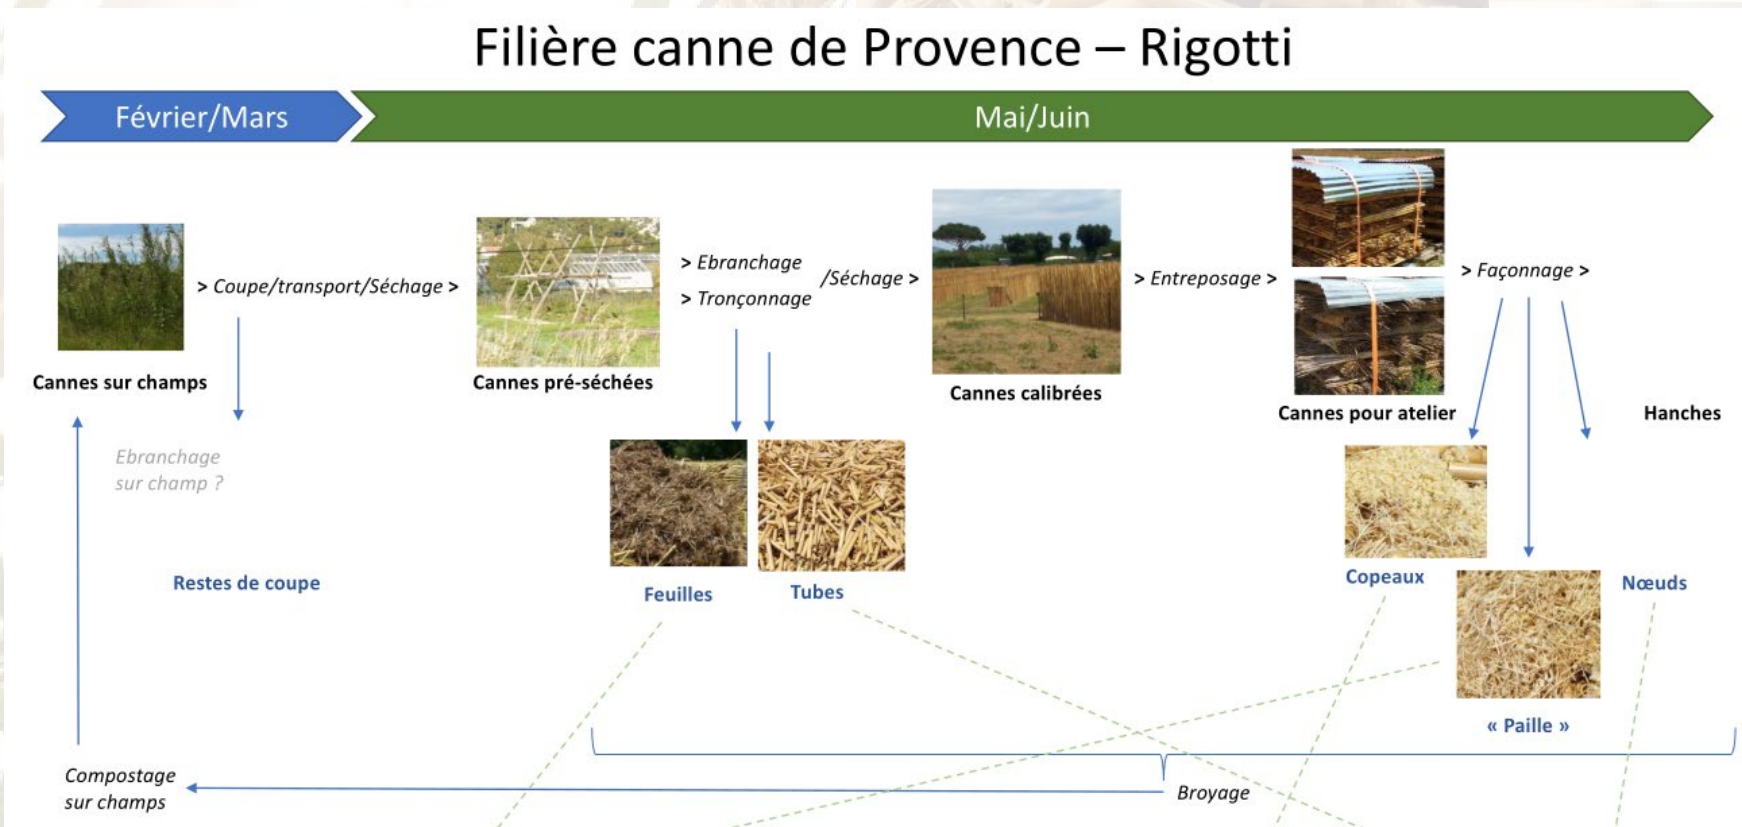 Filière canne de Provence – Rigotti
Février/Mars
Mai/Juin
> Coupe/transport/Séchage >
> Ebranchage
> Tronçonnage
/Séchage >
> Entreposage >
> Façonnage >
Cannes sur champs
Cannes pré-séchées
Cannes calibrées
Cannes pour atelier
Hanches
Ebranchage
sur champ ?
Restes de coupe
Feuilles
Tubes
Copeaux
Nœuds
« Paille »
Compostage
sur champs
Broyage